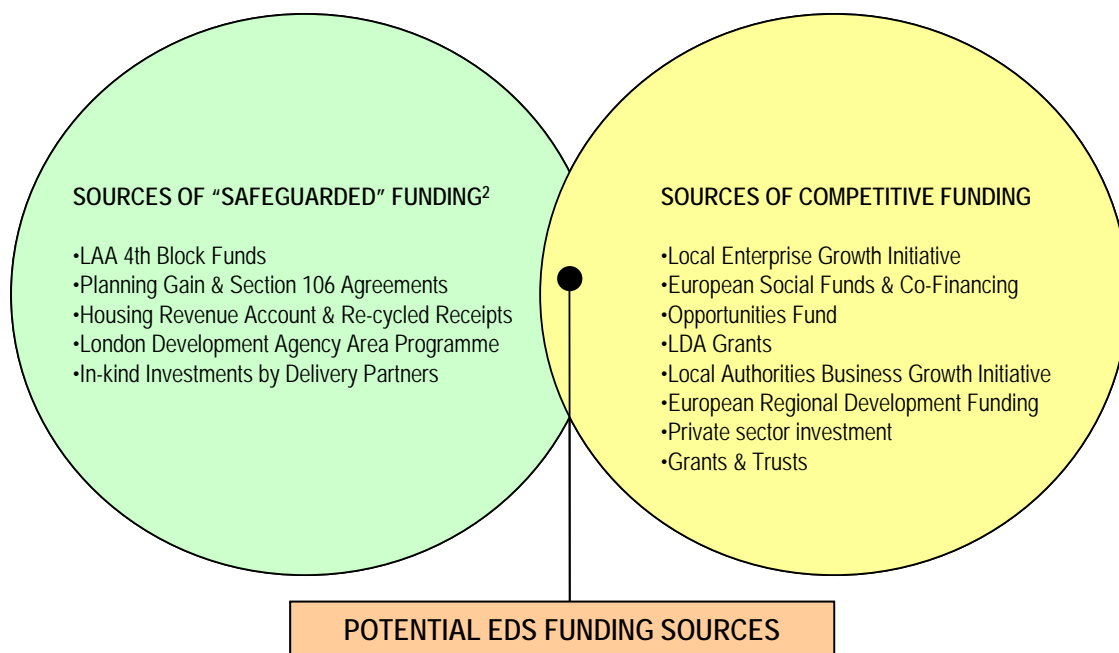 SOURCES OF “SAFEGUARDED” FUNDING²
•LAA 4th Block Funds
•Planning Gain & Section 106 Agreements
•Housing Revenue Account & Re-cycled Receipts
•London Development Agency Area Programme
•In-kind Investments by Delivery Partners
SOURCES OF COMPETITIVE FUNDING
•Local Enterprise Growth Initiative
•European Social Funds & Co-Financing
•Opportunities Fund
•LDA Grants
•Local Authorities Business Growth Initiative
•European Regional Development Funding
•Private sector investment
•Grants & Trusts
POTENTIAL EDS FUNDING SOURCES